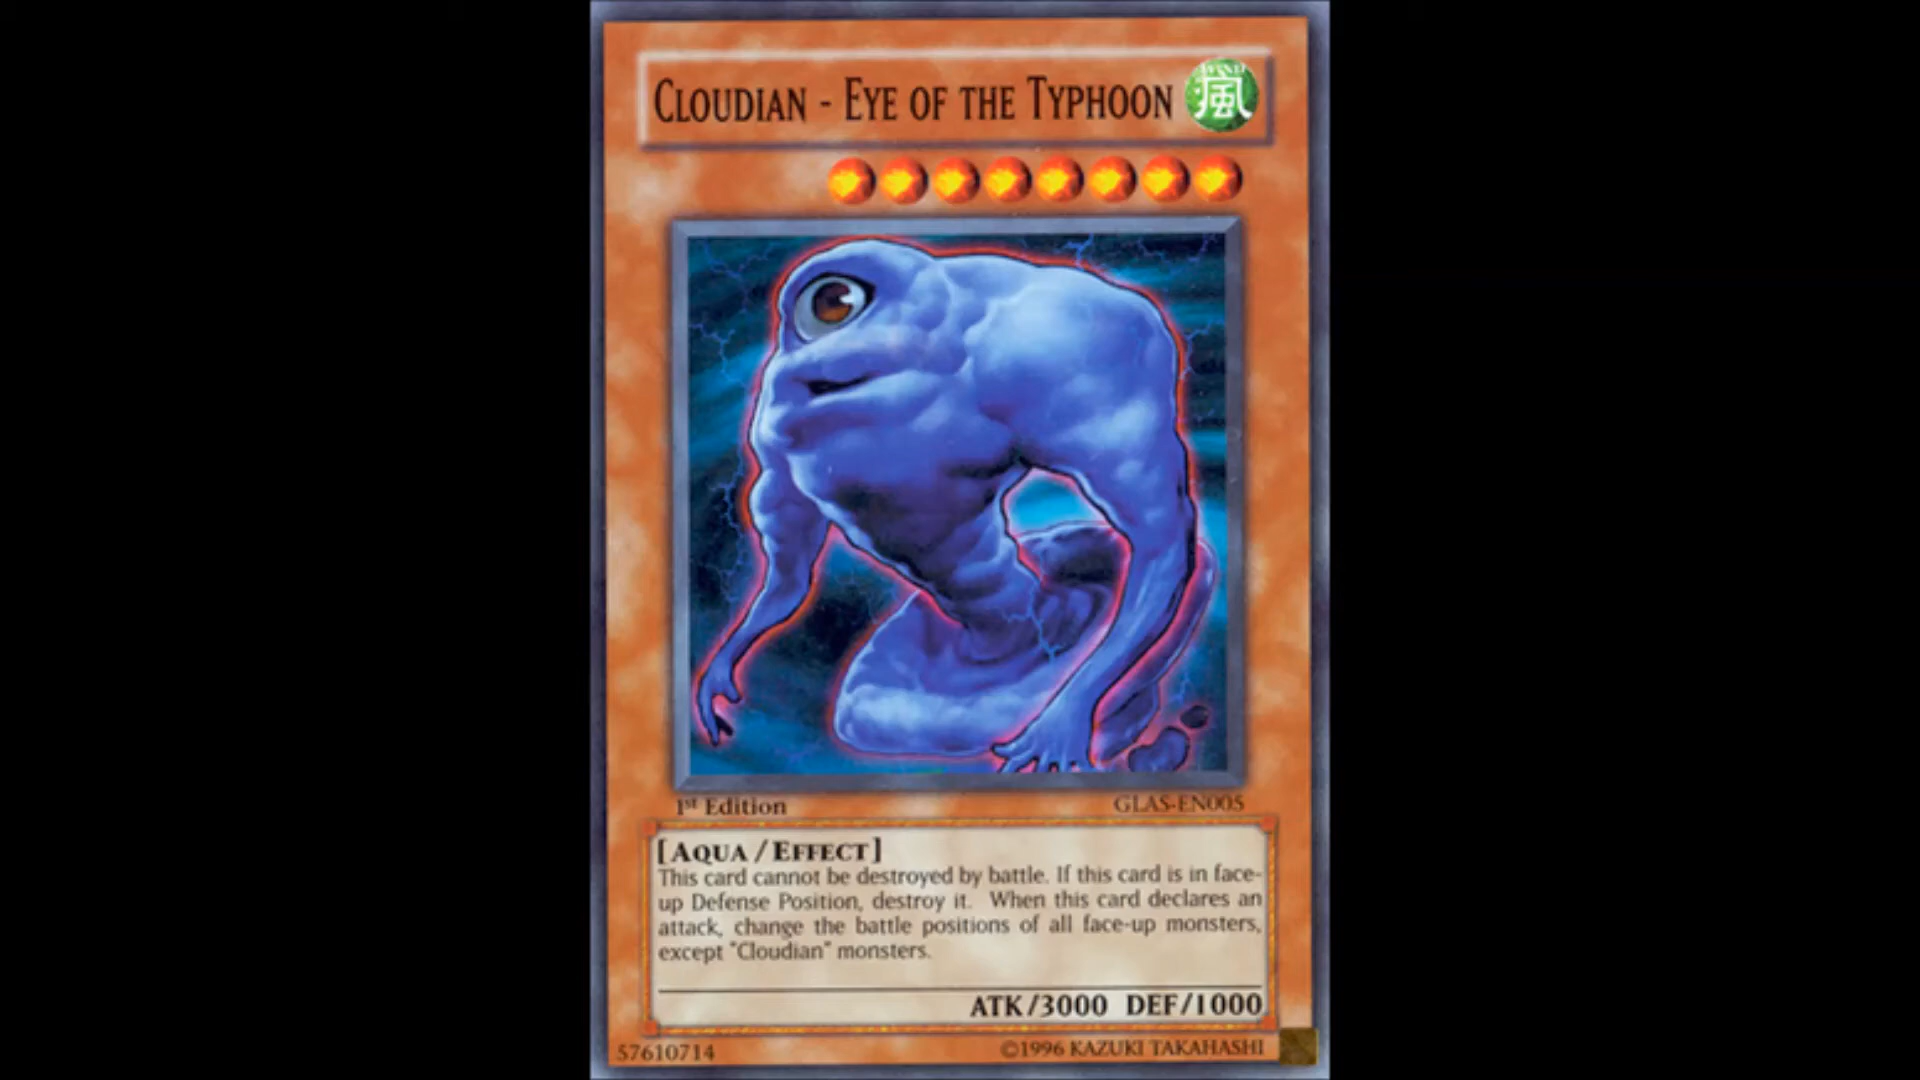 CLOUDIAN - EYE OF THE TYPHOON
WIND
風
1st Edition
GLAS-EN005
[AQUA / EFFECT]
This card cannot be destroyed by battle. If this card is in face-
up Defense Position, destroy it. When this card declares an
attack, change the battle positions of all face-up monsters,
except "Cloudian" monsters.
ATK/3000 DEF/1000
57610714
©1996 KAZUKI TAKAHASHI